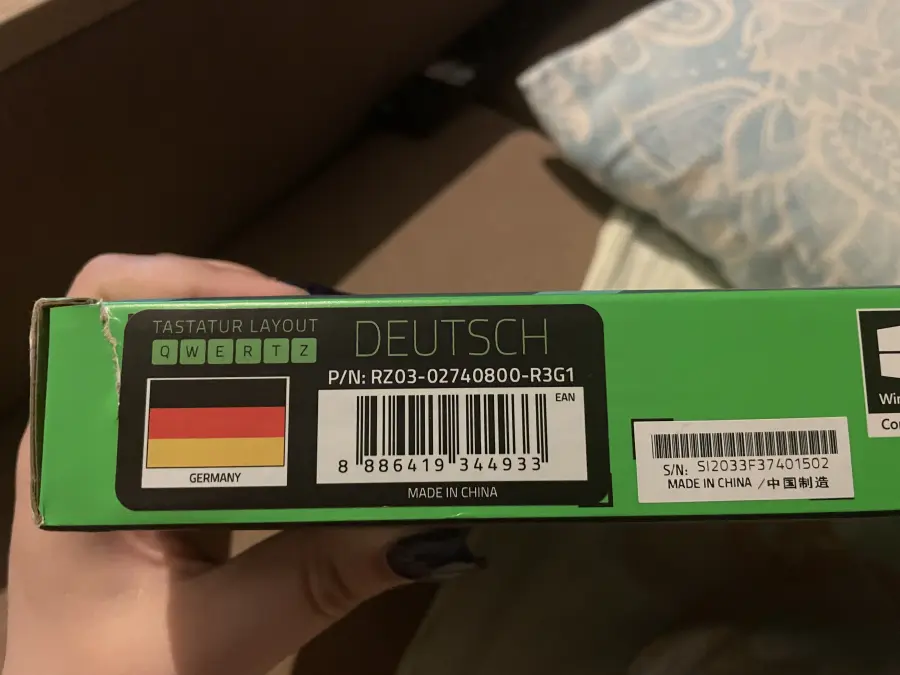 TASTATUR LAYOUT
Q W E R T Z
DEUTSCH
P/N: RZ03-02740800-R3G1
EAN
8 886419 344933
GERMANY
MADE IN CHINA
S/N: SI2033F37401502
MADE IN CHINA /中国制造